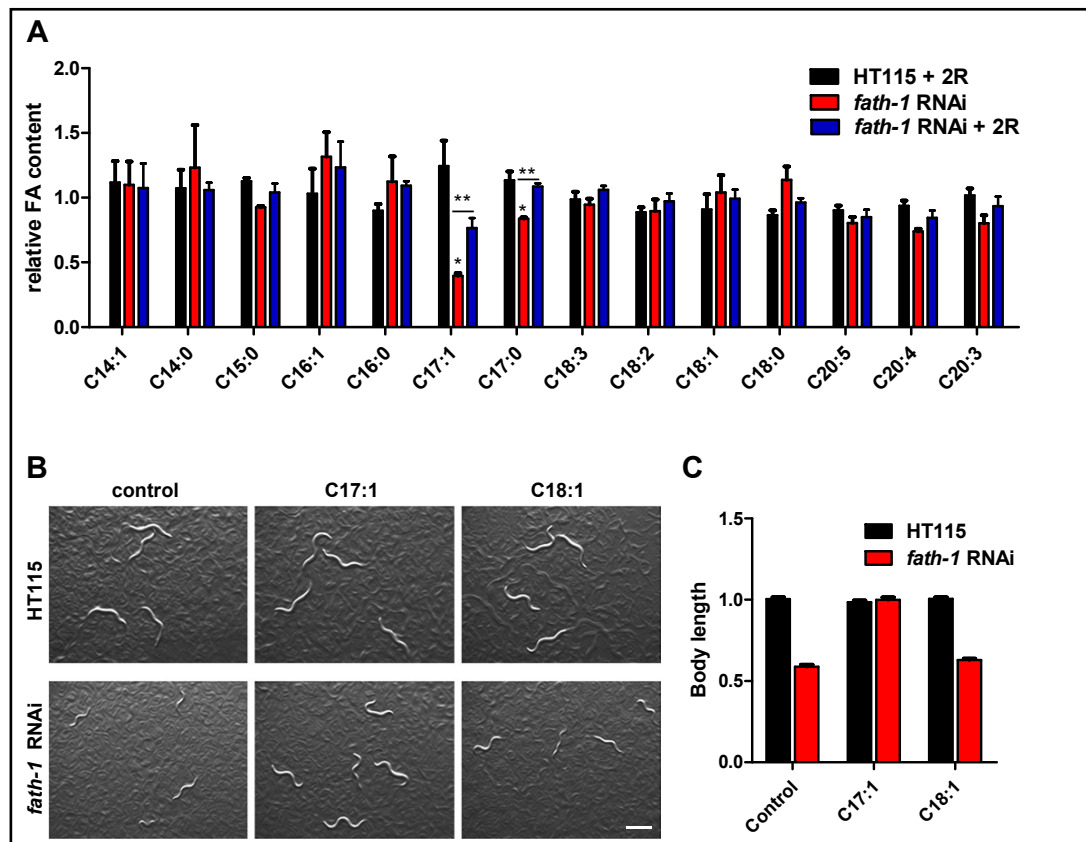 A
relative FA content
2.0
1.5
1.0
0.5
0.0
HT115 + 2R
fath-1 RNAi
fath-1 RNAi + 2R
**
*
**
*
C14:1
C14:0
C15:0
C16:1
C16:0
C17:1
C17:0
C18:3
C18:2
C18:1
C18:0
C20:5
C20:4
C20:3
B
control
C17:1
C18:1
HT115
fath-1 RNAi
C
Body length
1.5
1.0
0.5
0.0
HT115
fath-1 RNAi
Control
C17:1
C18:1